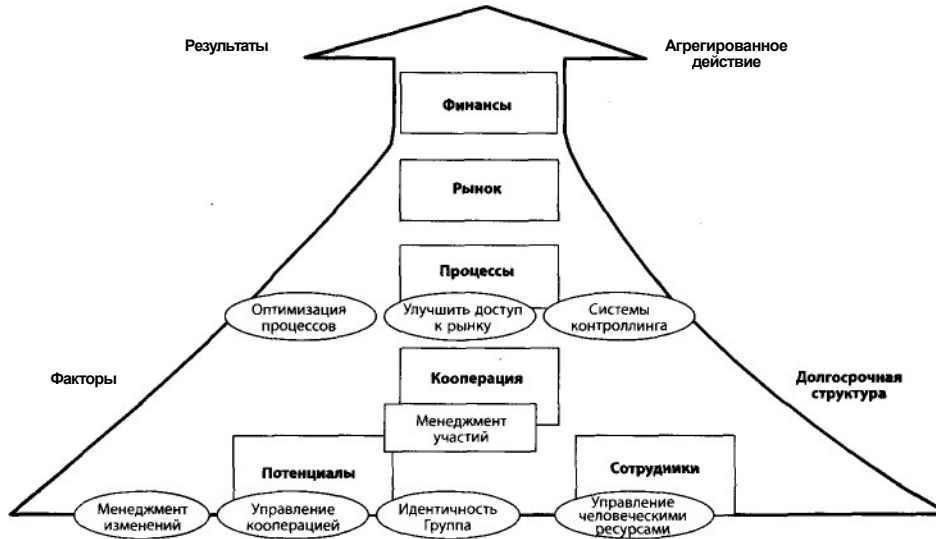 Результаты
Агрегированное
действие
Финансы
Рынок
Процессы
Оптимизация
процессов
Улучшить доступ
к рынку
Системы
контроллинга
Факторы
Кооперация
Долгосрочная
структура
Менеджмент
участий
Потенциалы
Сотрудники
Менеджмент
изменений
Управление
кооперацией
Идентичность
Группа
Управление
человеческими
ресурсами